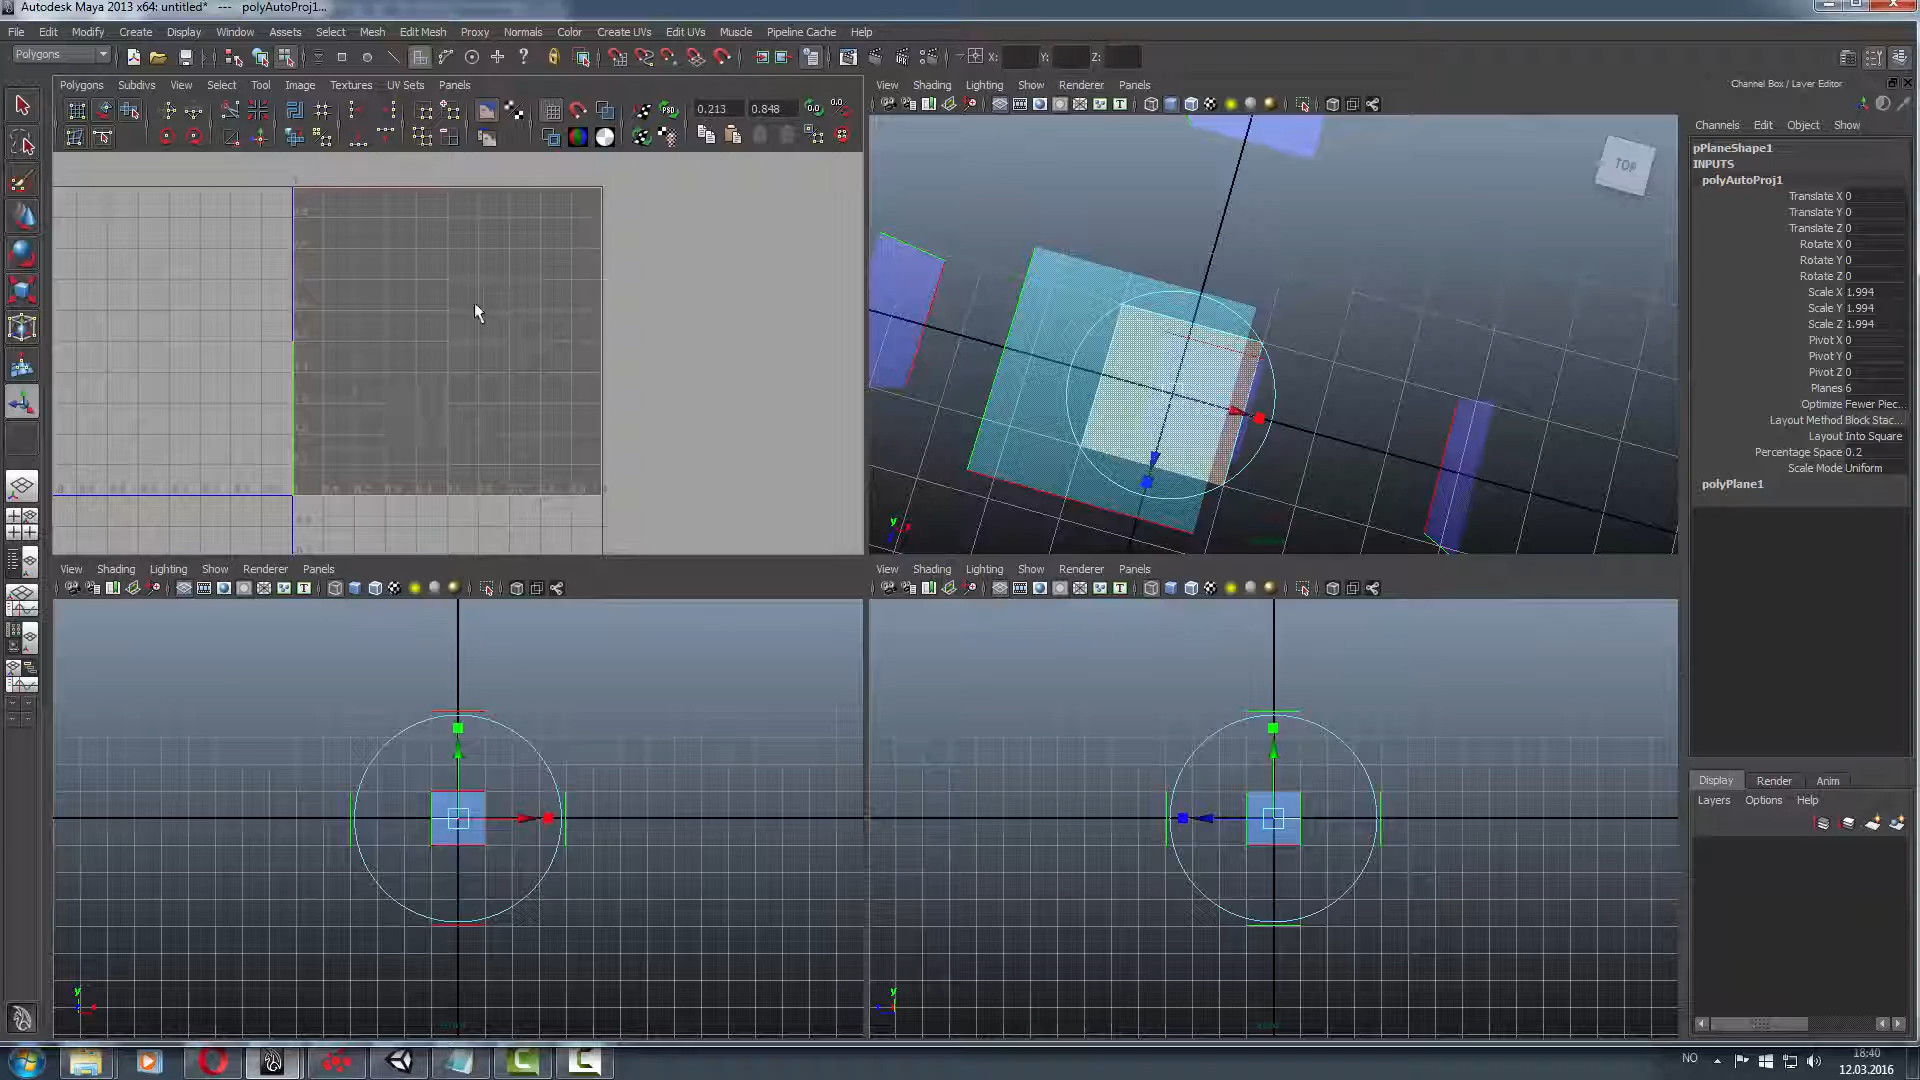 Autodesk Maya 2013 x64: untitled* --- polyAutoProj1...
File Edit Modify Create Display Window Assets Select Mesh Edit Mesh Proxy Normals Color Create UVs Edit UVs Muscle Pipeline Cache Help
Polygons
X: Y: Z:
Channel Box / Layer Editor
Polygons Subdivs View Select Tool Image Textures UV Sets Panels
View Shading Lighting Show Renderer Panels
0.213 0.848
Channels Edit Object Show
pPlaneShape1
INPUTS
polyAutoProj1
Translate X 0
Translate Y 0
Translate Z 0
Rotate X 0
Rotate Y 0
Rotate Z 0
Scale X 1.994
Scale Y 1.994
Scale Z 1.994
Pivot X 0
Pivot Y 0
Pivot Z 0
Planes 6
Optimize Fewer Piec...
Layout Method Block Stac...
Layout Into Square
Percentage Space 0.2
Scale Mode Uniform
polyPlane1
TOP
y
View Shading Lighting Show Renderer Panels
View Shading Lighting Show Renderer Panels
y
y
Display Render Anim
Layers Options Help
NO
18:40
12.03.2016